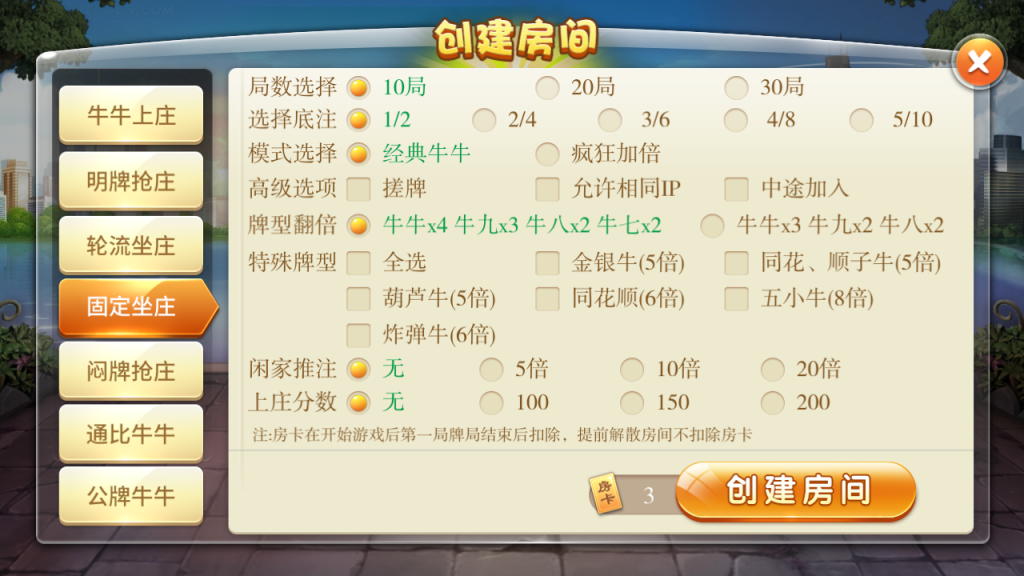 创建房间
牛牛上庄
明牌抢庄
轮流坐庄
固定坐庄
闷牌抢庄
通比牛牛
公牌牛牛
局数选择 10局 20局 30局
选择底注 1/2 2/4 3/6 4/8 5/10
模式选择 经典牛牛 疯狂加倍
高级选项 搓牌 允许相同IP 中途加入
牌型翻倍 牛牛x4 牛九x3 牛八x2 牛七x2 牛牛x3 牛九x2 牛八x2
特殊牌型 全选 金银牛(5倍) 同花、顺子牛(5倍)
葫芦牛(5倍) 同花顺(6倍) 五小牛(8倍)
炸弹牛(6倍)
闲家推注 无 5倍 10倍 20倍
上庄分数 无 100 150 200
注:房卡在开始游戏后第一局牌局结束后扣除，提前解散房间不扣除房卡
房卡 3 创建房间